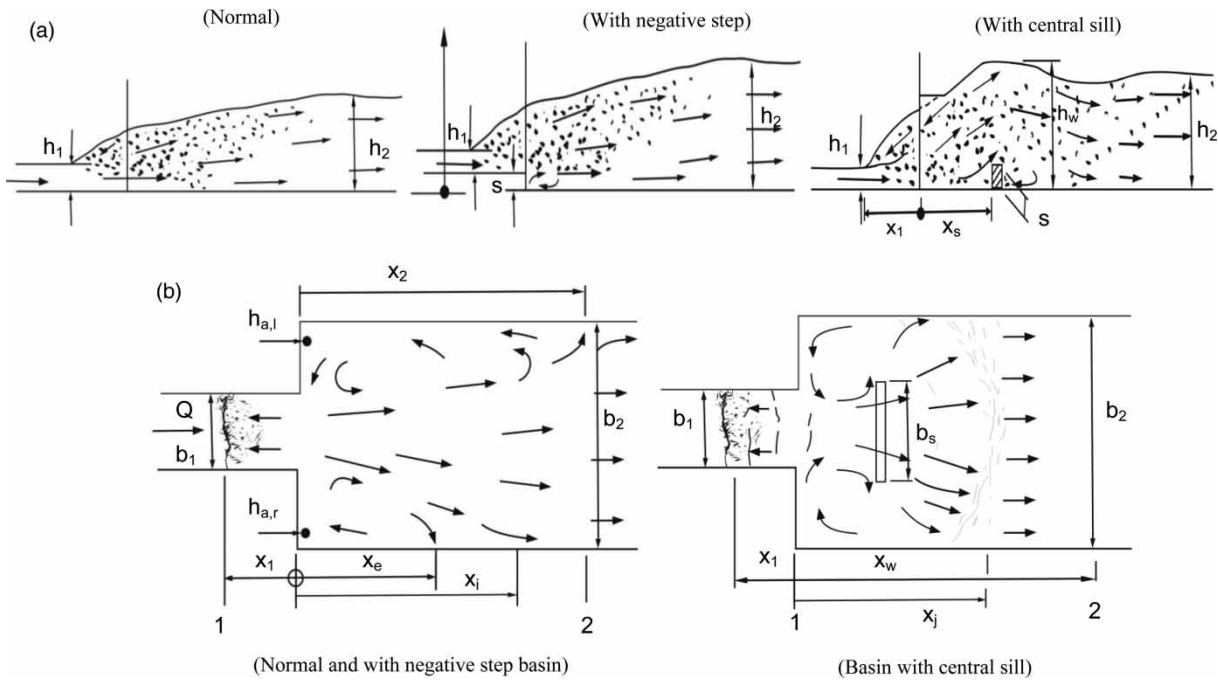 (a)
(Normal)
(With negative step)
(With central sill)
h1
h2
h1
s
h2
h1
hw
h2
x1
xs
s
(b)
x2
ha,l
Q
b1
b2
ha,r
x1
xe
xi
1
2
(Normal and with negative step basin)
b1
bs
b2
x1
xw
1
2
xj
(Basin with central sill)